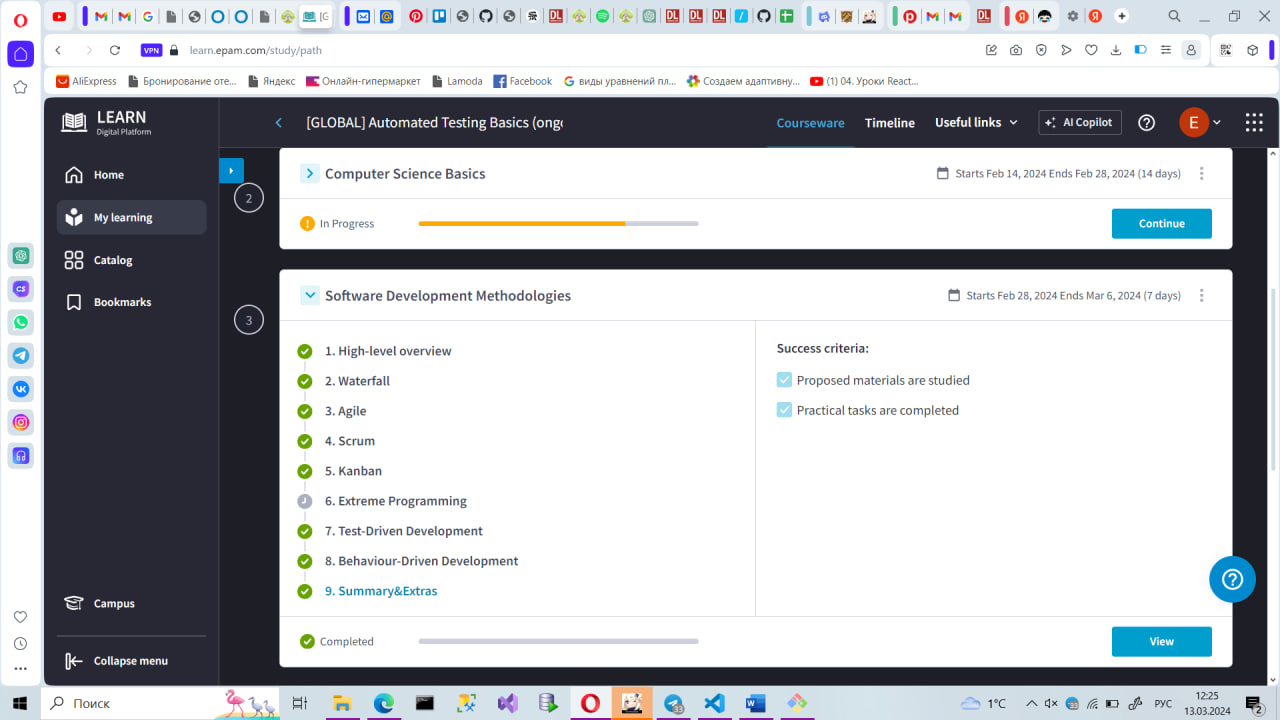 VPN
learn.epam.com/study/path
AliExpress
Бронирование оте...
Яндекс
Онлайн-гипермаркет
Lamoda
Facebook
виды уравнений пл...
Создаем адаптивну...
(1) 04. Уроки React...
LEARN
Digital Platform
[GLOBAL] Automated Testing Basics (ongo
Courseware
Timeline
Useful links
AI Copilot
E
Home
My learning
Catalog
Bookmarks
Campus
Collapse menu
2
Computer Science Basics
Starts Feb 14, 2024 Ends Feb 28, 2024 (14 days)
In Progress
Continue
3
Software Development Methodologies
Starts Feb 28, 2024 Ends Mar 6, 2024 (7 days)
1. High-level overview
2. Waterfall
3. Agile
4. Scrum
5. Kanban
6. Extreme Programming
7. Test-Driven Development
8. Behaviour-Driven Development
9. Summary&Extras
Success criteria:
Proposed materials are studied
Practical tasks are completed
Completed
View
Поиск
33
1°C
33
РУС
12:25
13.03.2024
2